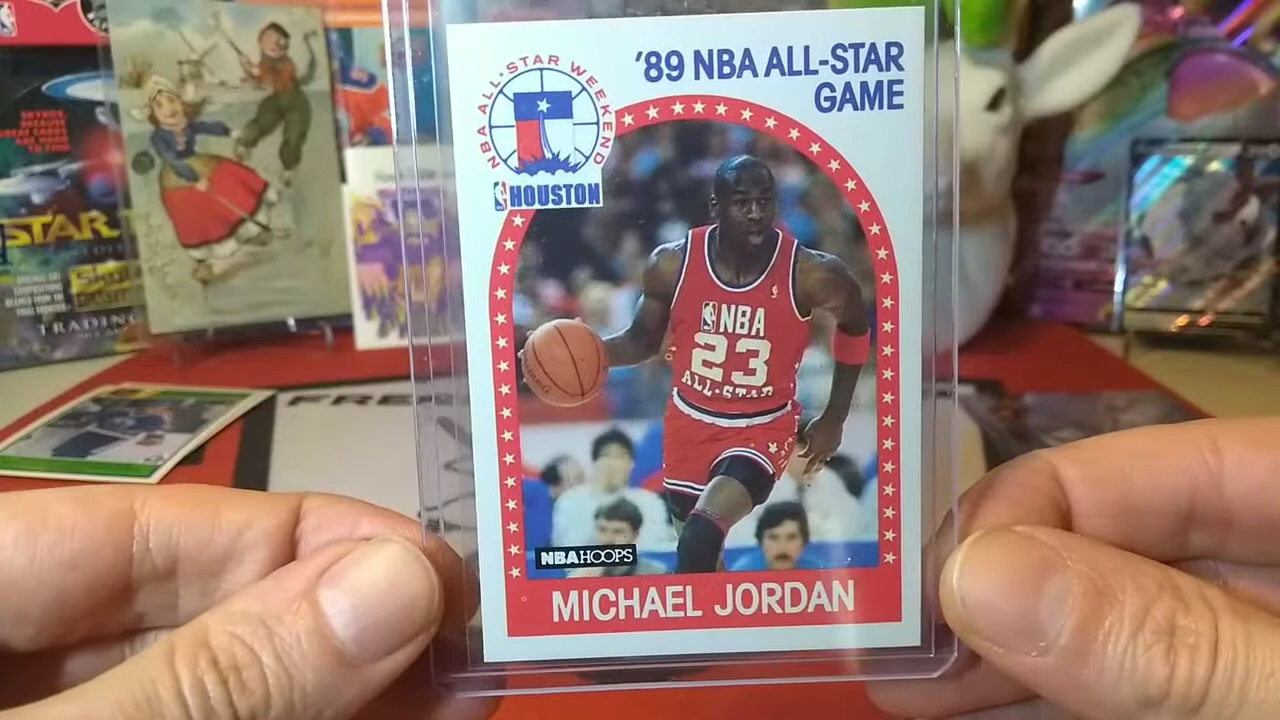 '89 NBA ALL-STAR
GAME
NBA ALL·STAR WEEKEND
HOUSTON
NBA
23
ALL·STAR
NBA HOOPS
MICHAEL JORDAN
STAR
TRADING
FRE